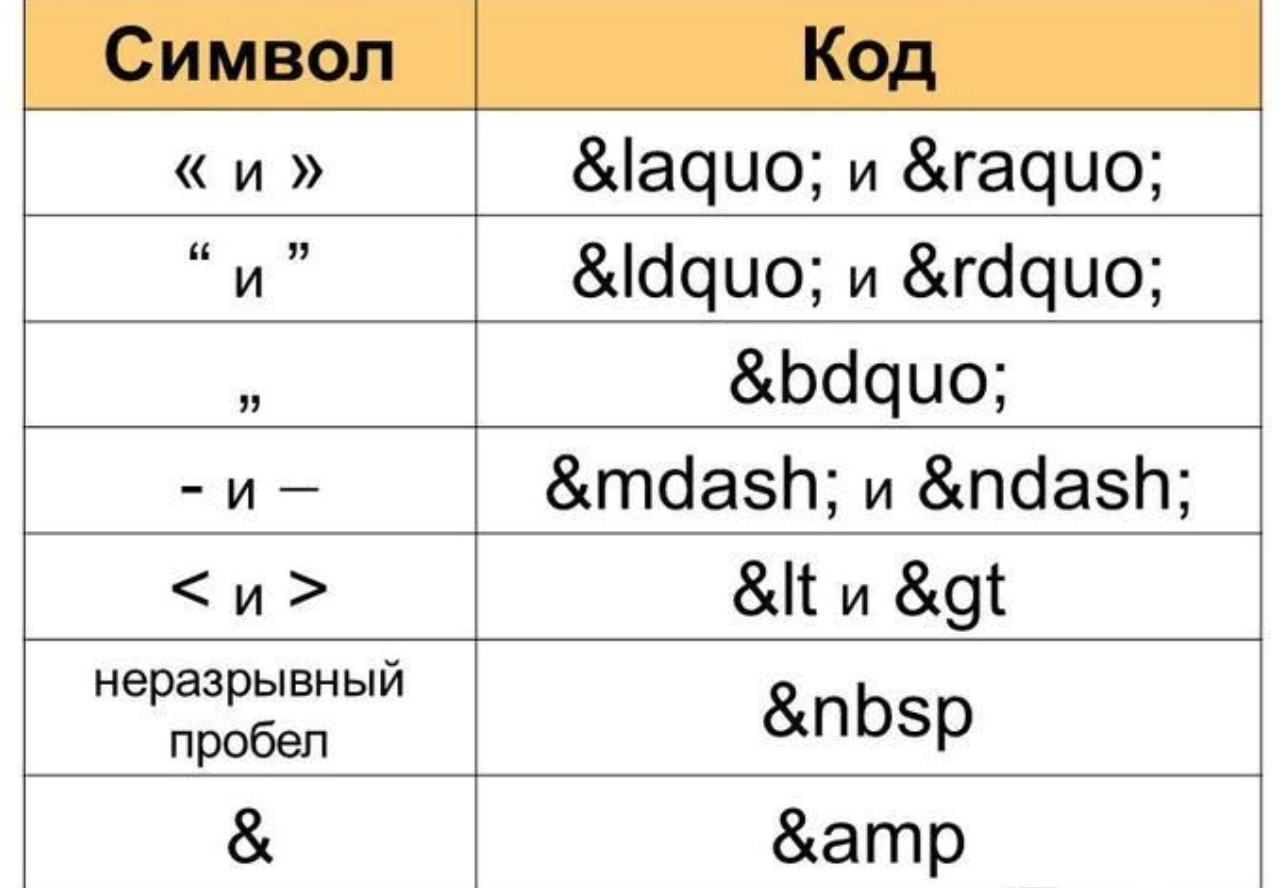 Символ Код
« и » &laquo; и &raquo;
“ и ” &ldquo; и &rdquo;
„ &bdquo;
- и – &mdash; и &ndash;
< и > &lt и &gt
неразрывный
пробел &nbsp
& &amp